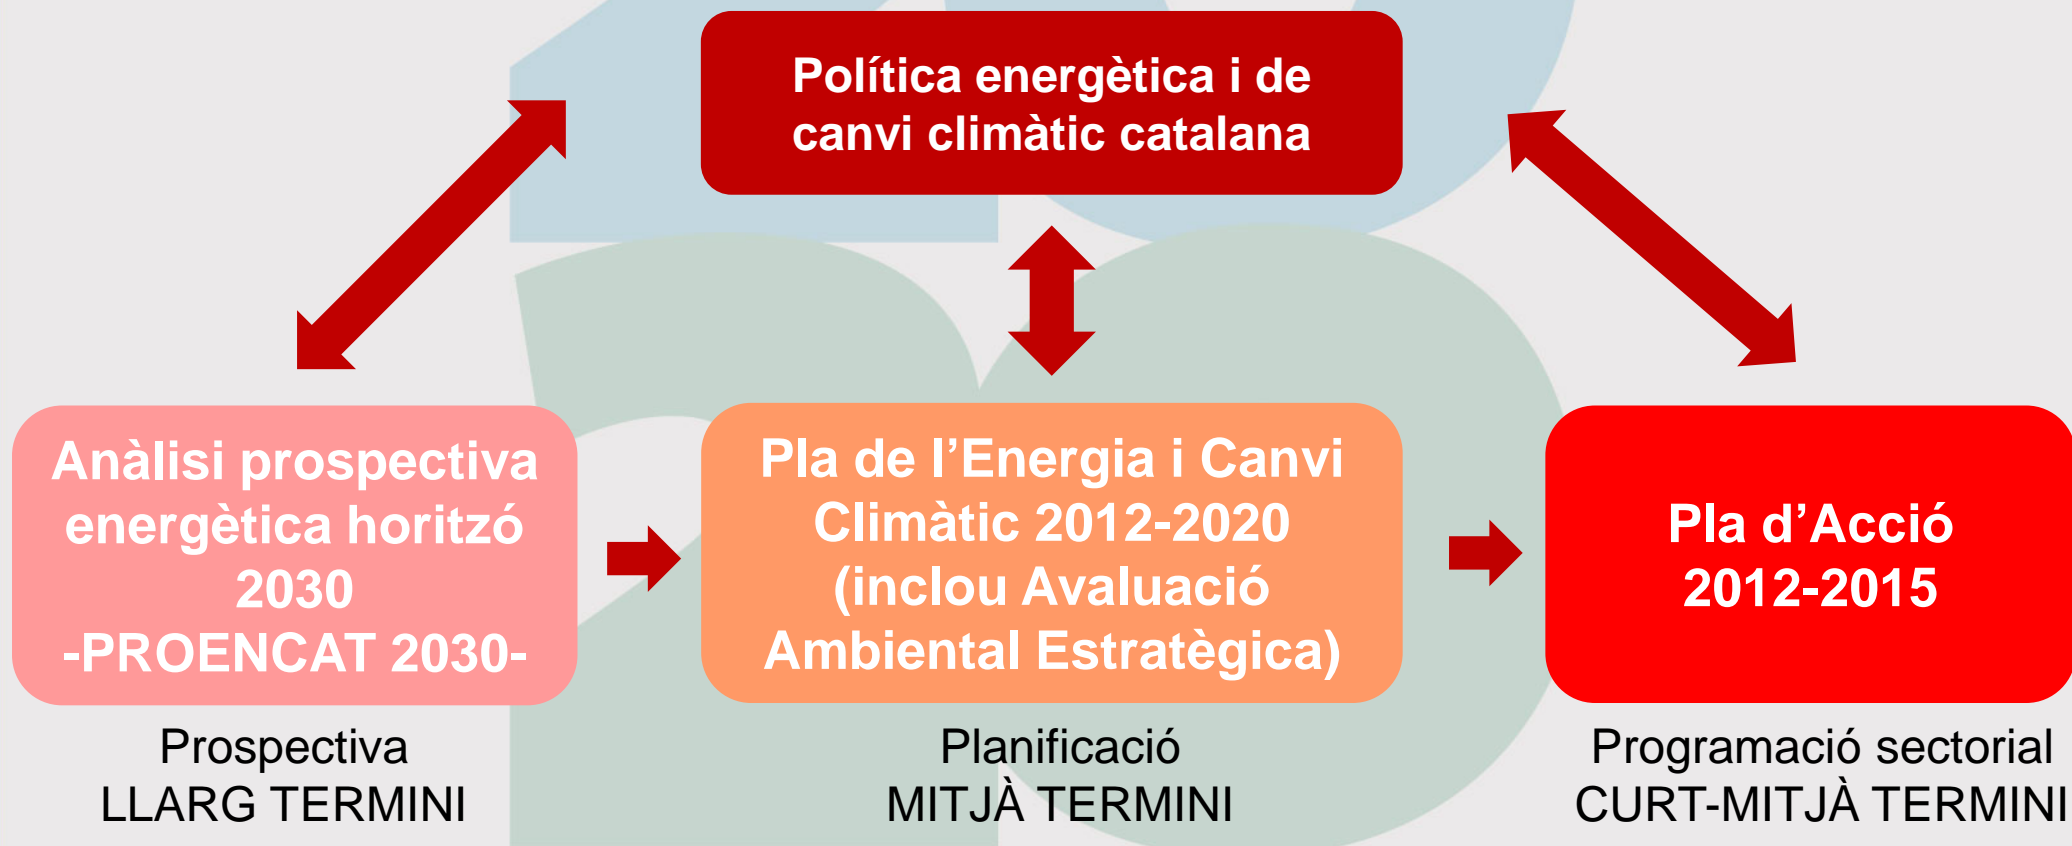 Política energètica i de
canvi climàtic catalana
Anàlisi prospectiva
energètica horitzó
2030
-PROENCAT 2030-
Pla de l’Energia i Canvi
Climàtic 2012-2020
(inclou Avaluació
Ambiental Estratègica)
Pla d’Acció
2012-2015
Prospectiva
LLARG TERMINI
Planificació
MITJÀ TERMINI
Programació sectorial
CURT-MITJÀ TERMINI